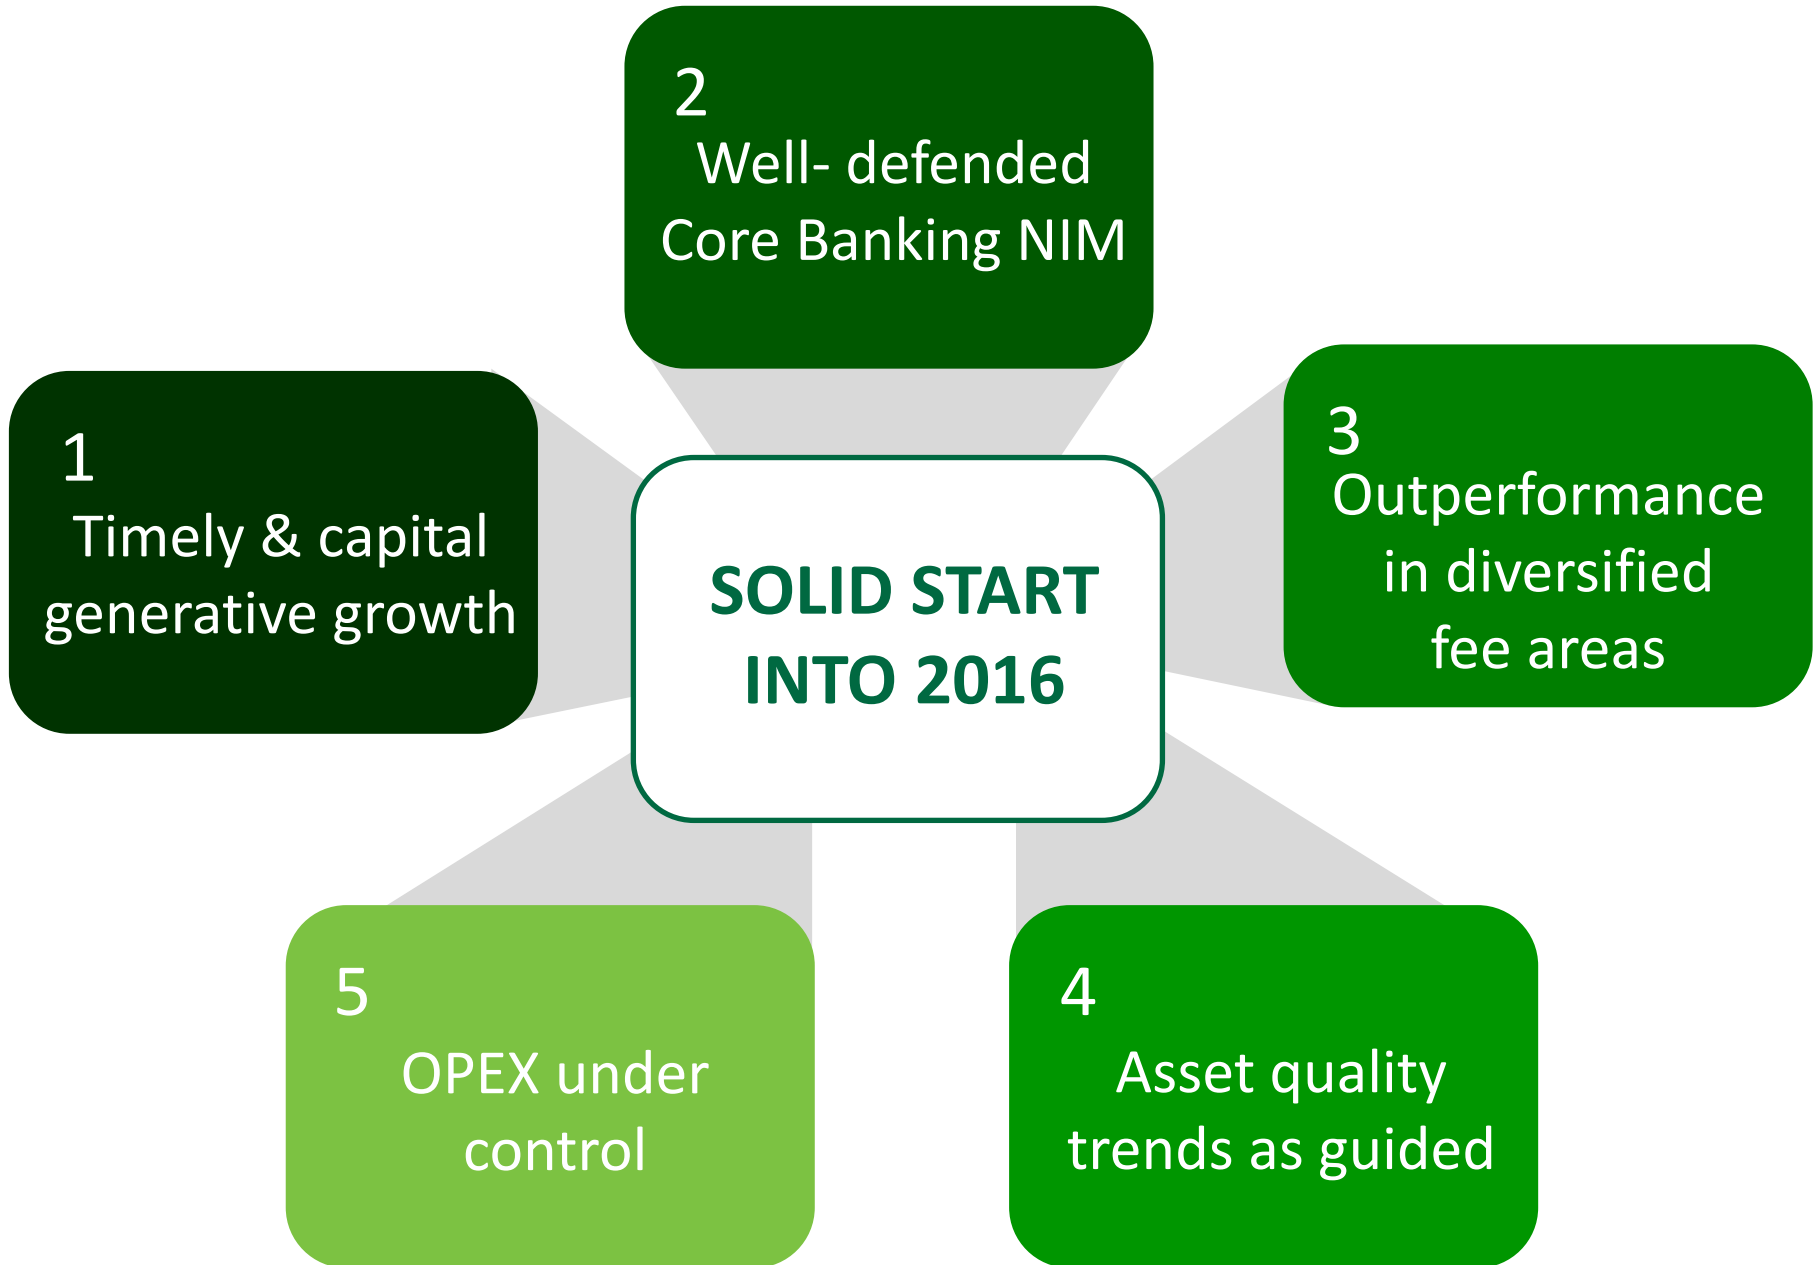 1
Timely & capital
generative growth
2
Well- defended
Core Banking NIM
3
Outperformance
in diversified
fee areas
SOLID START
INTO 2016
4
Asset quality
trends as guided
5
OPEX under
control